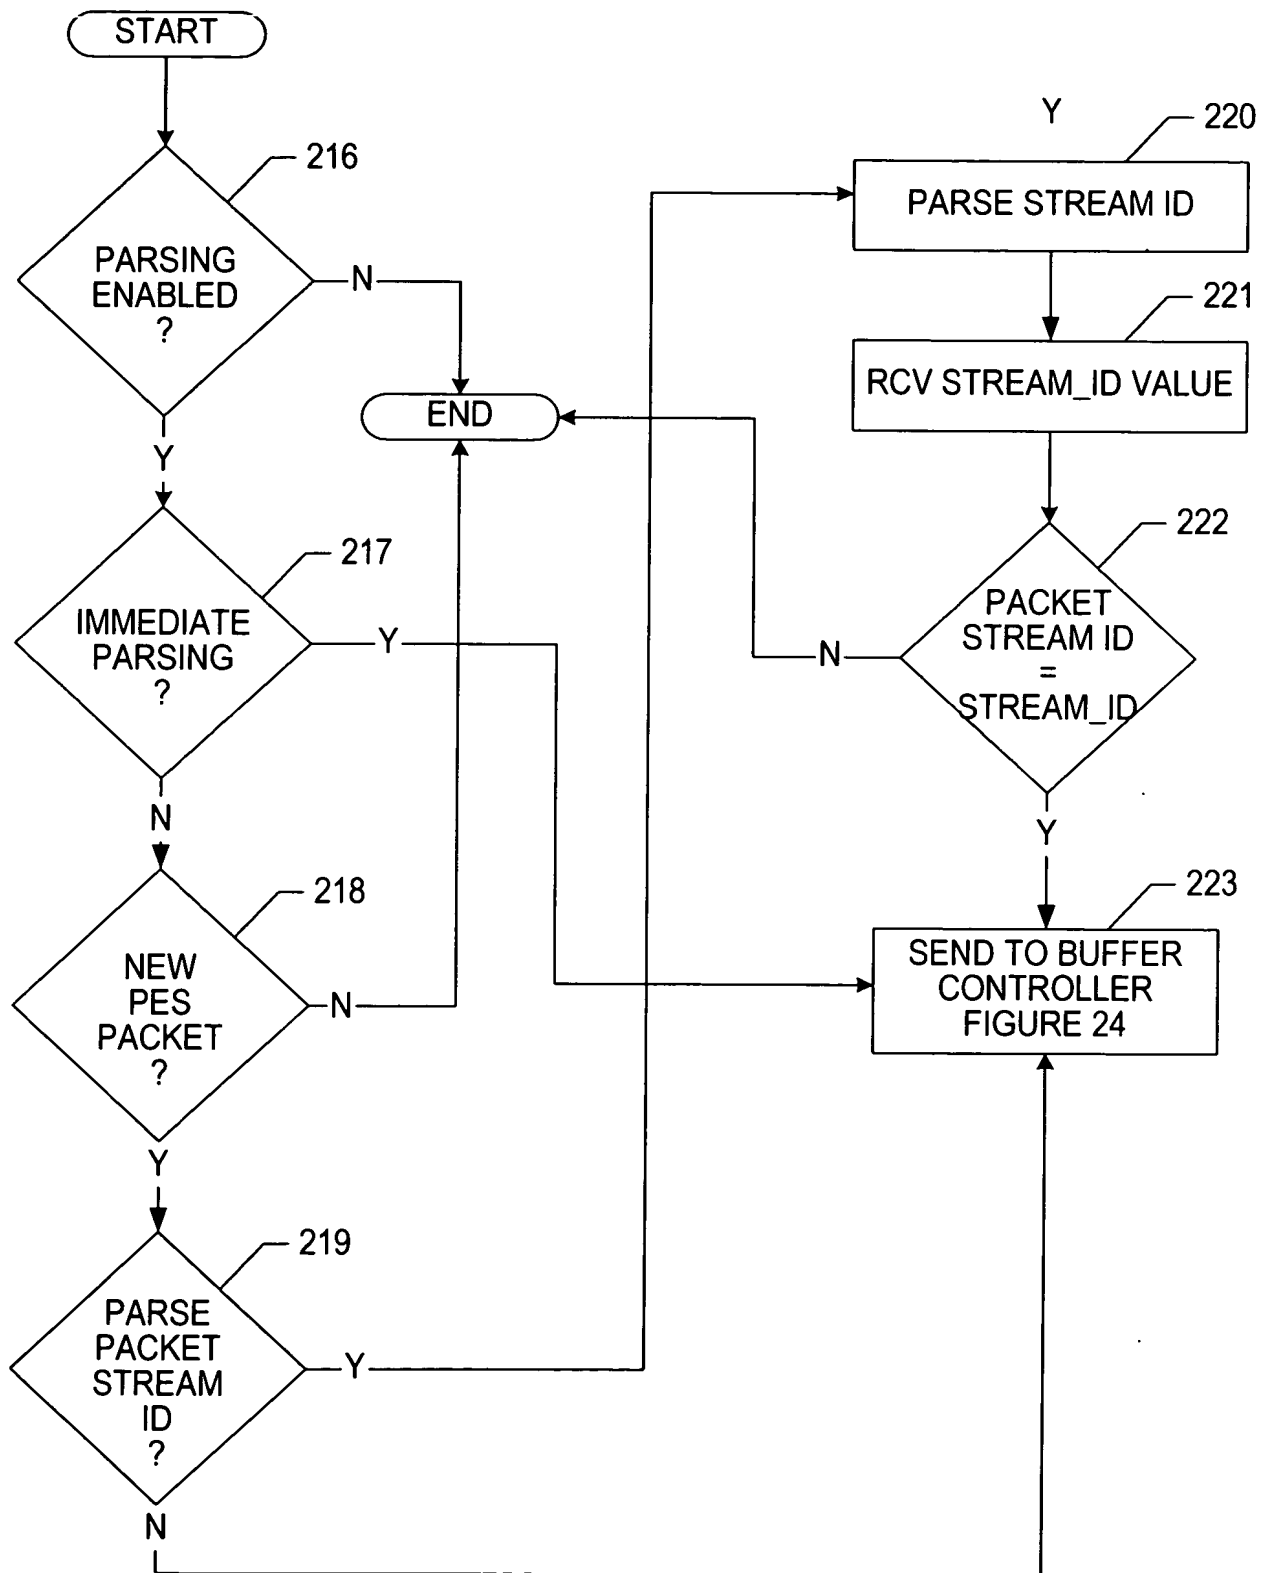 START
216
PARSING
ENABLED
?
N
Y
END
217
IMMEDIATE
PARSING
?
Y
N
218
NEW
PES
PACKET
?
N
Y
219
PARSE
PACKET
STREAM
ID
?
Y
N
Y
220
PARSE STREAM ID
221
RCV STREAM_ID VALUE
222
PACKET
STREAM ID
=
STREAM_ID
N
Y
223
SEND TO BUFFER
CONTROLLER
FIGURE 24